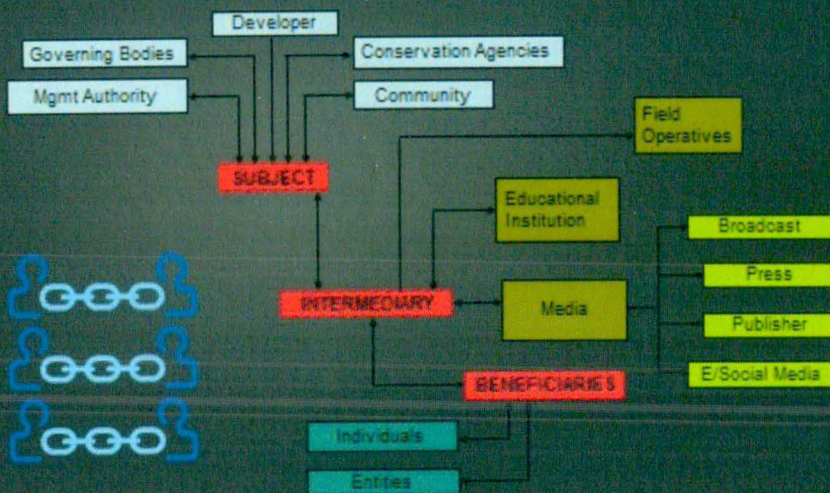 Developer
Governing Bodies
Conservation Agencies
Mgmt Authority
Community
Field
Operatives
SUBJECT
Educational
Institution
Broadcast
Press
INTERMEDIARY
Media
Publisher
E/Social Media
BENEFICIARIES
Individuals
Entities